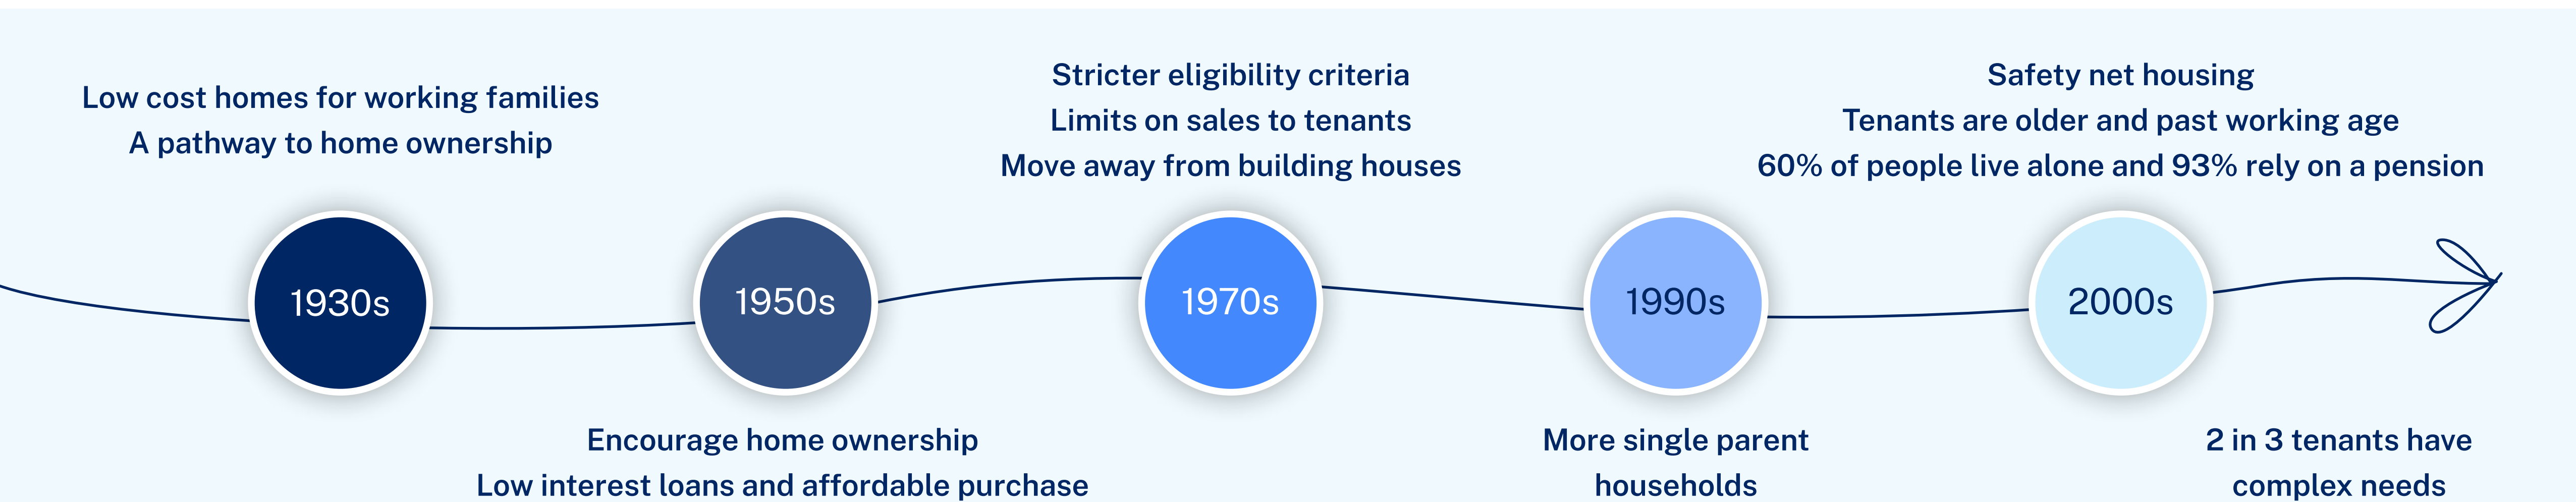 Low cost homes for working families
A pathway to home ownership
1930s
1950s
Encourage home ownership
Low interest loans and affordable purchase
Stricter eligibility criteria
Limits on sales to tenants
Move away from building houses
1970s
1990s
More single parent
households
Safety net housing
Tenants are older and past working age
60% of people live alone and 93% rely on a pension
2000s
2 in 3 tenants have
complex needs